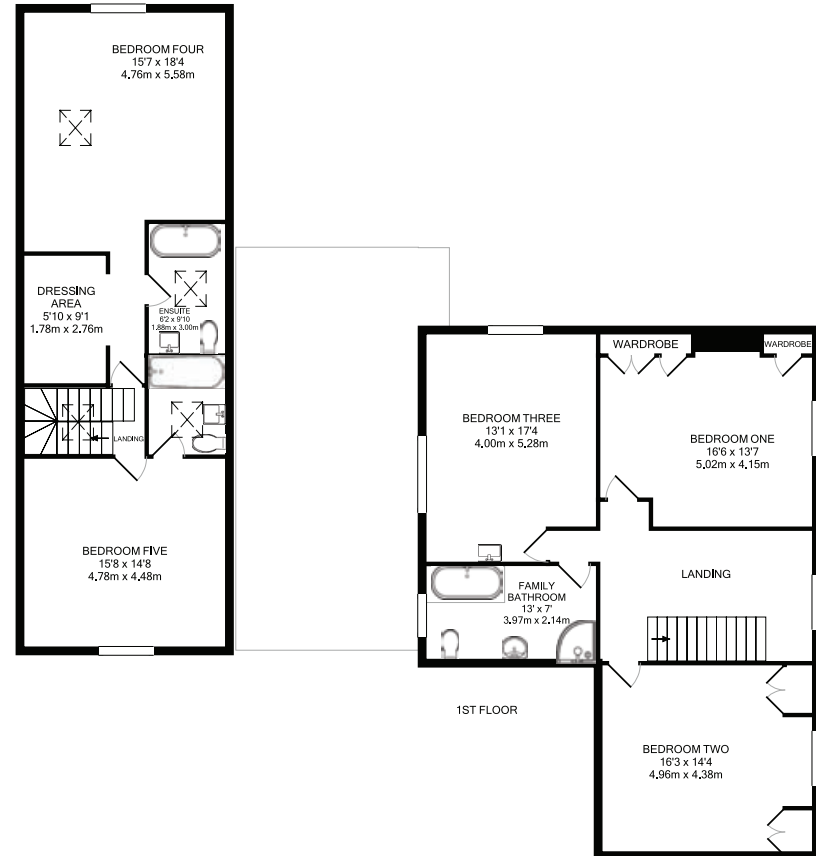 BEDROOM FOUR
15'7 x 18'4
4.76m x 5.58m
DRESSING
AREA
5'10 x 9'1
1.78m x 2.76m
ENSUITE
6'2 x 9'10
1.88m x 3.00m
LANDING
BEDROOM FIVE
15'8 x 14'8
4.78m x 4.48m
WARDROBE
WARDROBE
BEDROOM THREE
13'1 x 17'4
4.00m x 5.28m
BEDROOM ONE
16'6 x 13'7
5.02m x 4.15m
FAMILY
BATHROOM
13' x 7'
3.97m x 2.14m
LANDING
1ST FLOOR
BEDROOM TWO
16'3 x 14'4
4.96m x 4.38m